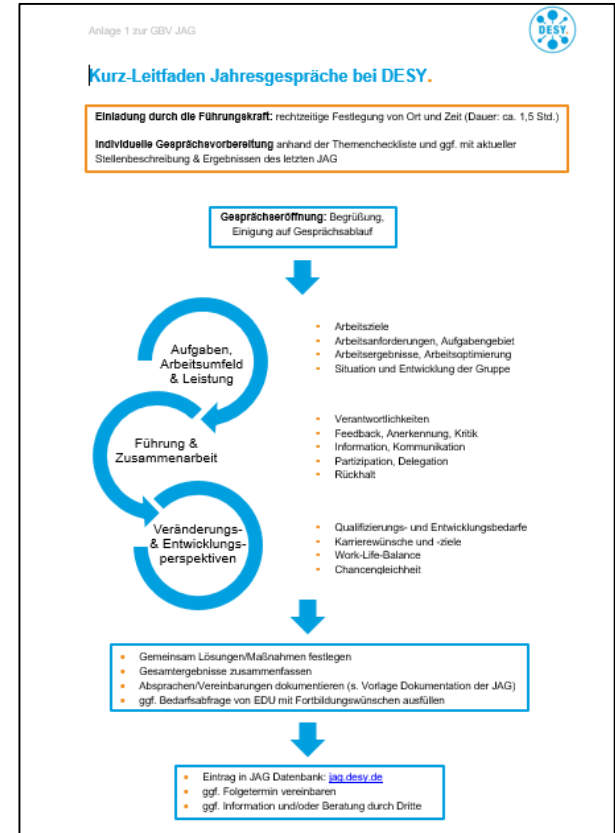 Anlage 1 zur GBV JAG
DESY.
Kurz-Leitfaden Jahresgespräche bei DESY.
Einladung durch die Führungskraft: rechtzeitige Festlegung von Ort und Zeit (Dauer: ca. 1,5 Std.)
Individuelle Gesprächsvorbereitung anhand der Themencheckliste und ggf. mit aktueller
Stellenbeschreibung & Ergebnissen des letzten JAG
Gesprächseröffnung: Begrüßung,
Einigung auf Gesprächsablauf
Aufgaben,
Arbeitsumfeld
& Leistung
• Arbeitsziele
• Arbeitsanforderungen, Aufgabengebiet
• Arbeitsergebnisse, Arbeitsoptimierung
• Situation und Entwicklung der Gruppe
Führung &
Zusammenarbeit
• Verantwortlichkeiten
• Feedback, Anerkennung, Kritik
• Information, Kommunikation
• Partizipation, Delegation
• Rückhalt
Veränderungs-
& Entwicklungs-
perspektiven
• Qualifizierungs- und Entwicklungsbedarfe
• Karrierewünsche und -ziele
• Work-Life-Balance
• Chancengleichheit
• Gemeinsam Lösungen/Maßnahmen festlegen
• Gesamtergebnisse zusammenfassen
• Absprachen/Vereinbarungen dokumentieren (s. Vorlage Dokumentation der JAG)
• ggf. Bedarfsabfrage von EDU mit Fortbildungswünschen ausfüllen
• Eintrag in JAG Datenbank: jag.desy.de
• ggf. Folgetermin vereinbaren
• ggf. Information und/oder Beratung durch Dritte